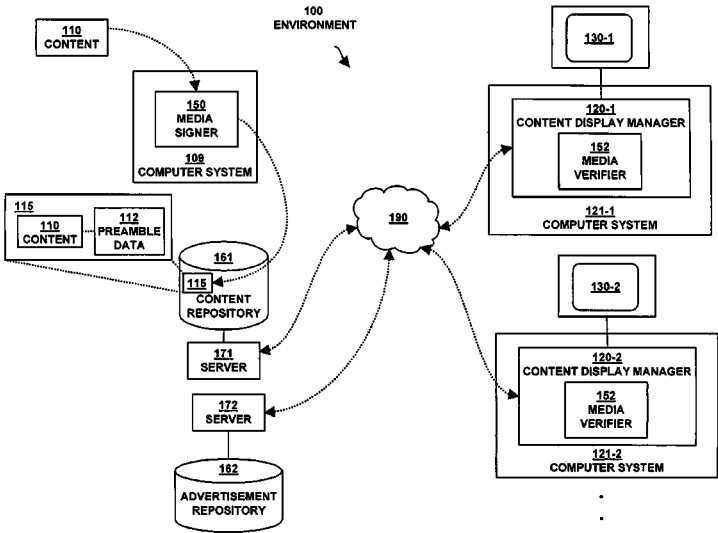 100
ENVIRONMENT
110
CONTENT
150
MEDIA
SIGNER
109
COMPUTER SYSTEM
115
110
CONTENT
112
PREAMBLE
DATA
161
115
CONTENT
REPOSITORY
171
SERVER
172
SERVER
162
ADVERTISEMENT
REPOSITORY
190
130-1
120-1
CONTENT DISPLAY MANAGER
152
MEDIA
VERIFIER
121-1
COMPUTER SYSTEM
130-2
120-2
CONTENT DISPLAY MANAGER
152
MEDIA
VERIFIER
121-2
COMPUTER SYSTEM